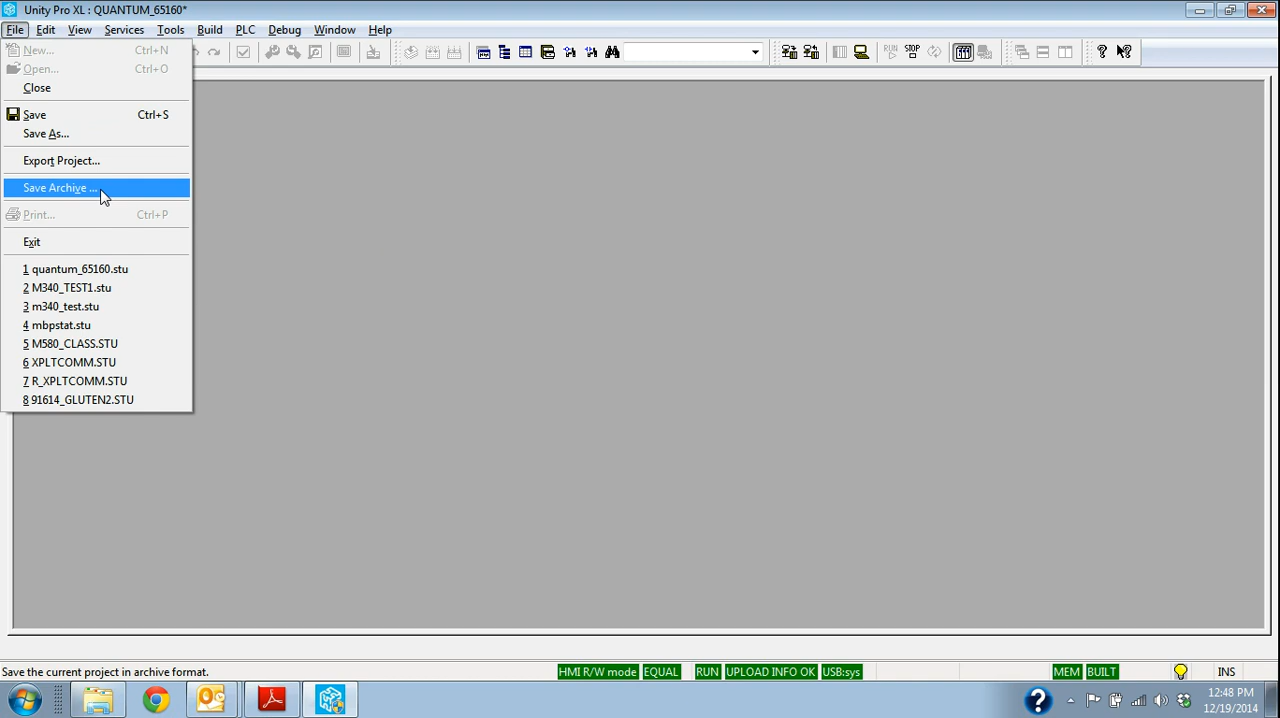 Unity Pro XL : QUANTUM_65160*
File Edit View Services Tools Build Debug Window Help
New... Ctrl+N
Open... Ctrl+O
Close
Save Ctrl+S
Save As...
Export Project...
Save Archive ...
Print... Ctrl+P
Exit
1 quantum_65160.stu
2 M340_TEST1.stu
3 m340_test.stu
4 mbpstat.stu
5 M580_CLASS.STU
6 XPLTCOMM.STU
7 R_XPLTCOMM.STU
8 91614_GLUTEN2.STU
RUN STOP
Save the current project in archive format. HMI R/W mode EQUAL RUN UPLOAD INFO OK USB:sys MEM BUILT INS
12:48 PM
12/19/2014